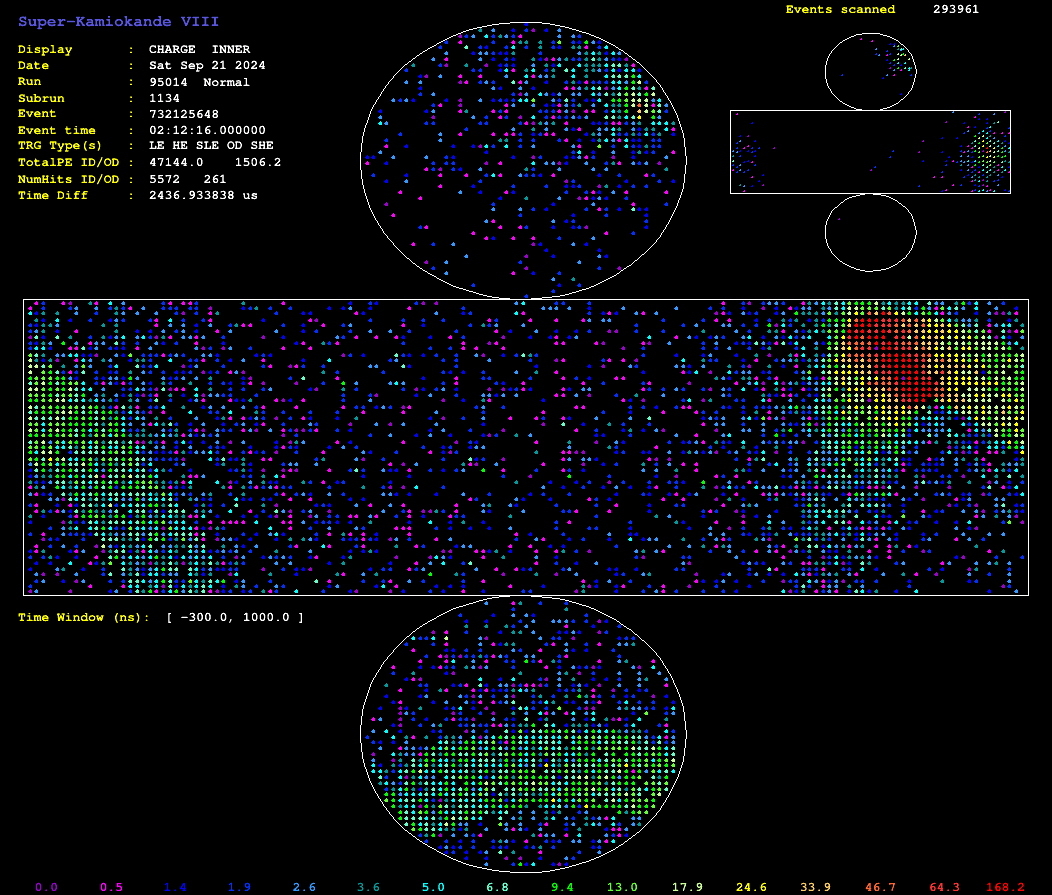 Super-Kamiokande VIII
Events scanned 293961
Display : CHARGE INNER
Date : Sat Sep 21 2024
Run : 95014 Normal
Subrun : 1134
Event : 732125648
Event time : 02:12:16.000000
TRG Type(s) : LE HE SLE OD SHE
TotalPE ID/OD : 47144.0 1506.2
NumHits ID/OD : 5572 261
Time Diff : 2436.933838 us
Time Window (ns): [ -300.0, 1000.0 ]
0.0 0.5 1.4 1.9 2.6 3.6 5.0 6.8 9.4 13.0 17.9 24.6 33.9 46.7 64.3 168.2